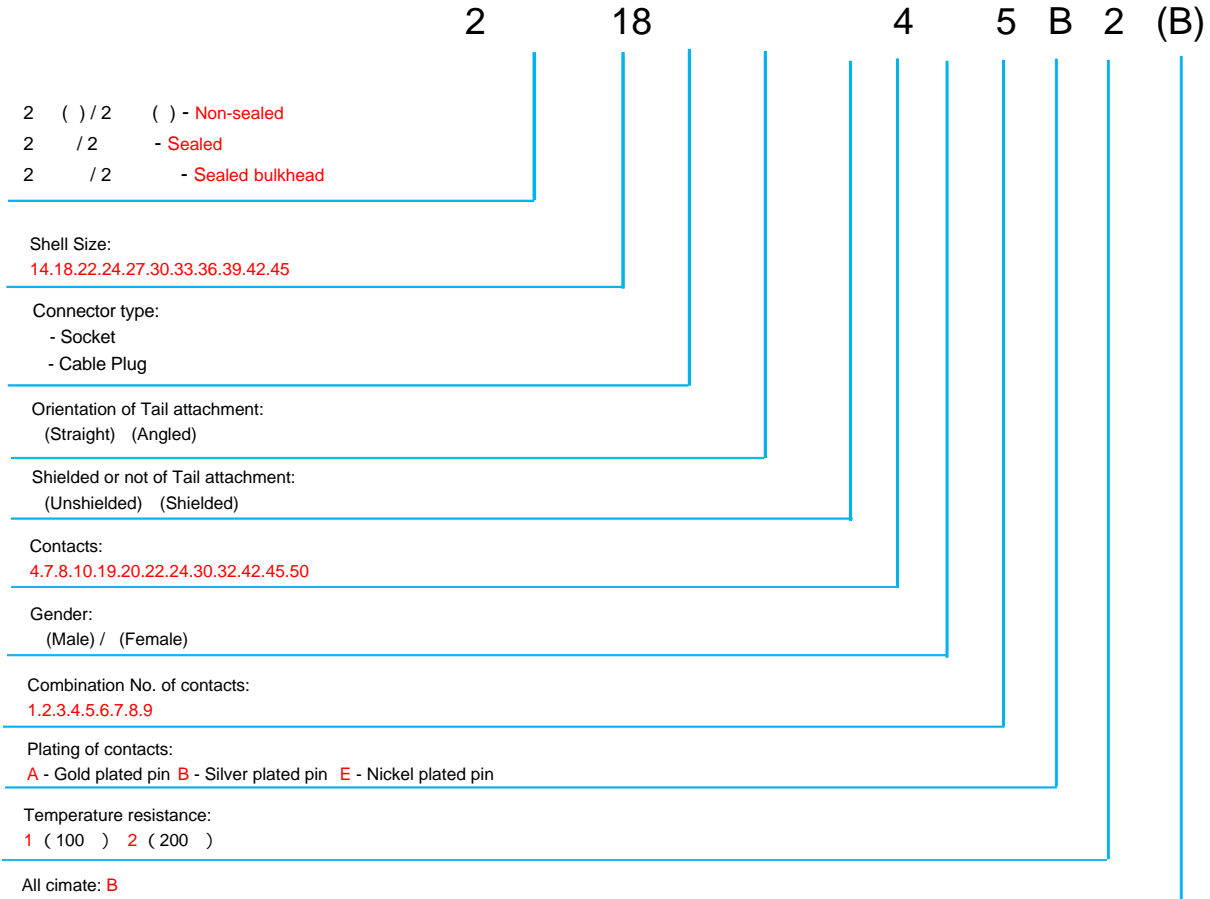 2 18 4 5 B 2 (B)
2 ( ) / 2 ( ) - Non-sealed
2 / 2 - Sealed
2 / 2 - Sealed bulkhead
Shell Size:
14.18.22.24.27.30.33.36.39.42.45
Connector type:
- Socket
- Cable Plug
Orientation of Tail attachment:
(Straight) (Angled)
Shielded or not of Tail attachment:
(Unshielded) (Shielded)
Contacts:
4.7.8.10.19.20.22.24.30.32.42.45.50
Gender:
(Male) / (Female)
Combination No. of contacts:
1.2.3.4.5.6.7.8.9
Plating of contacts:
A - Gold plated pin B - Silver plated pin E - Nickel plated pin
Temperature resistance:
1 ( 100 ) 2 ( 200 )
All cimate: B